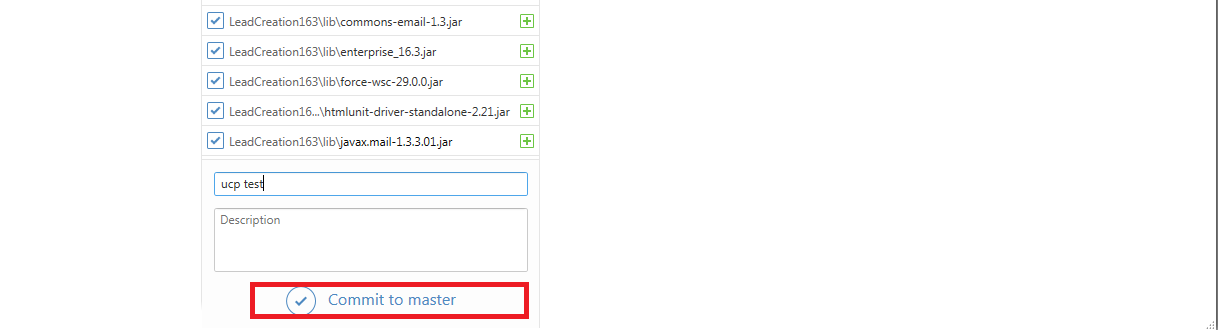 LeadCreation163\lib\commons-email-1.3.jar
LeadCreation163\lib\enterprise_16.3.jar
LeadCreation163\lib\force-wsc-29.0.0.jar
LeadCreation16...\htmlunit-driver-standalone-2.21.jar
LeadCreation163\lib\javax.mail-1.3.3.01.jar
ucp test
Description
Commit to master